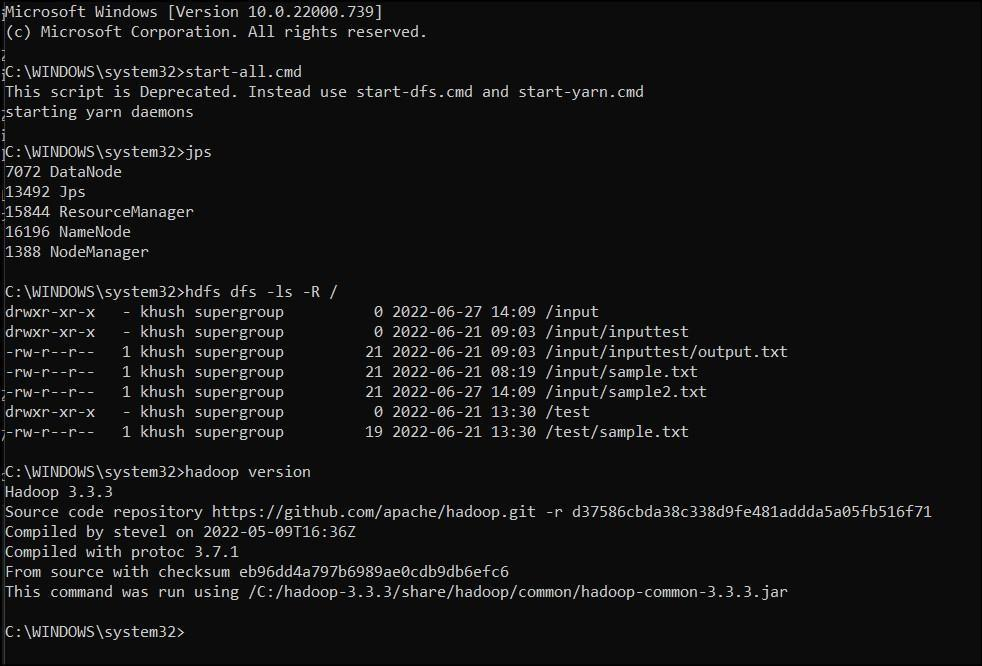 Microsoft Windows [Version 10.0.22000.739]
(c) Microsoft Corporation. All rights reserved.
C:\WINDOWS\system32>start-all.cmd
This script is Deprecated. Instead use start-dfs.cmd and start-yarn.cmd
starting yarn daemons
C:\WINDOWS\system32>jps
7072 DataNode
13492 Jps
15844 ResourceManager
16196 NameNode
1388 NodeManager
C:\WINDOWS\system32>hdfs dfs -ls -R /
drwxr-xr-x   - khush supergroup          0 2022-06-27 14:09 /input
drwxr-xr-x   - khush supergroup          0 2022-06-21 09:03 /input/inputtest
-rw-r--r--   1 khush supergroup         21 2022-06-21 09:03 /input/inputtest/output.txt
-rw-r--r--   1 khush supergroup         21 2022-06-21 08:19 /input/sample.txt
-rw-r--r--   1 khush supergroup         21 2022-06-27 14:09 /input/sample2.txt
drwxr-xr-x   - khush supergroup          0 2022-06-21 13:30 /test
-rw-r--r--   1 khush supergroup         19 2022-06-21 13:30 /test/sample.txt
C:\WINDOWS\system32>hadoop version
Hadoop 3.3.3
Source code repository https://github.com/apache/hadoop.git -r d37586cbda38c338d9fe481addda5a05fb516f71
Compiled by stevel on 2022-05-09T16:36Z
Compiled with protoc 3.7.1
From source with checksum eb96dd4a797b6989ae0cdb9db6efc6
This command was run using /C:/hadoop-3.3.3/share/hadoop/common/hadoop-common-3.3.3.jar
C:\WINDOWS\system32>